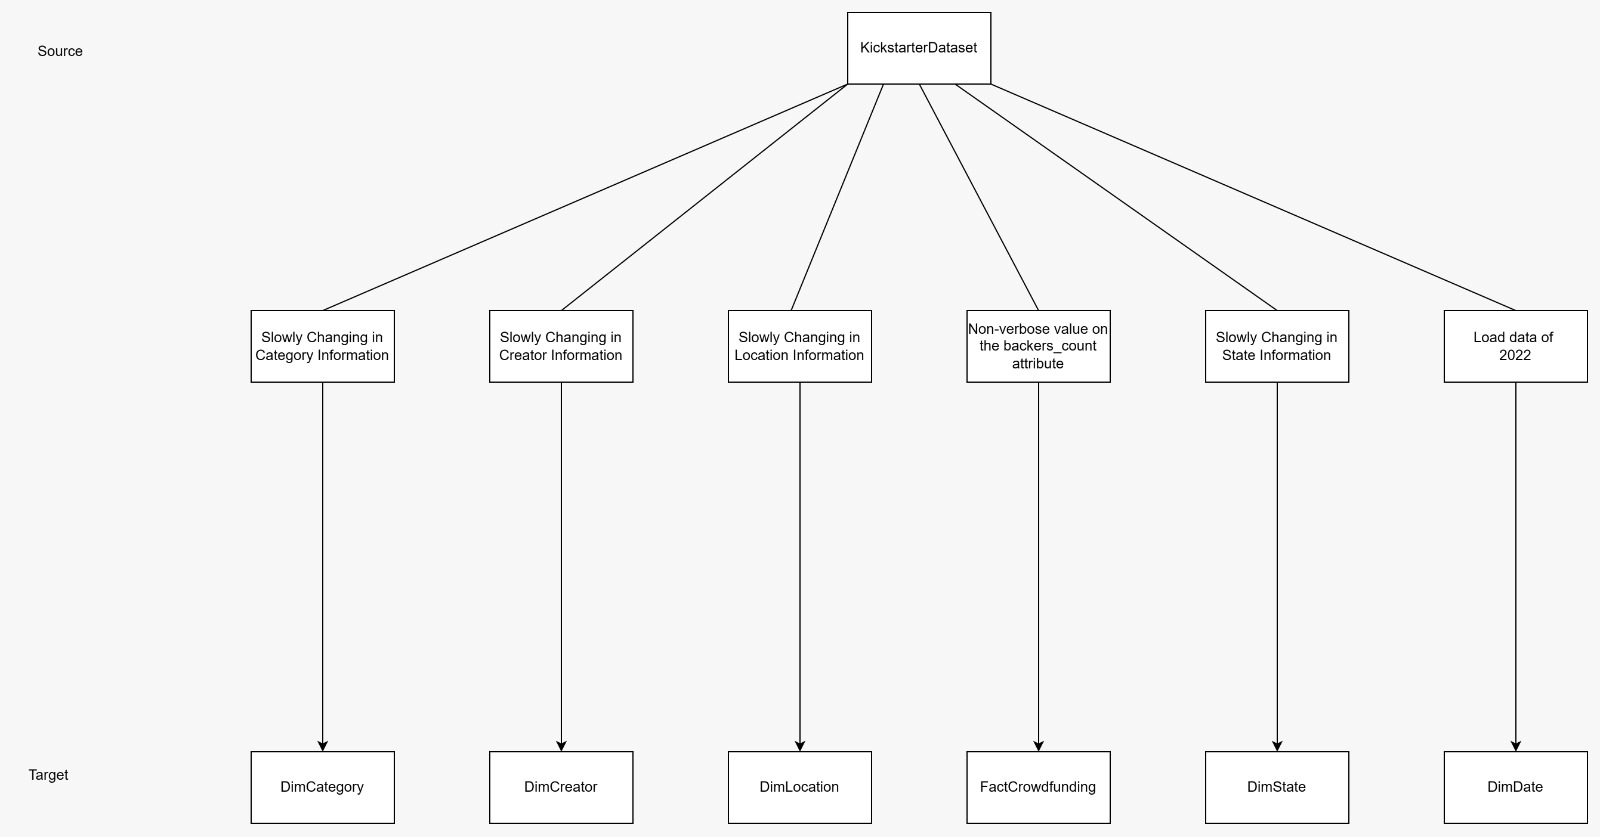 KickstarterDataset
Source
Slowly Changing in
Category Information
Slowly Changing in
Creator Information
Slowly Changing in
Location Information
Non-verbose value on
the backers_count
attribute
Slowly Changing in
State Information
Load data of
2022
Target
DimCategory
DimCreator
DimLocation
FactCrowdfunding
DimState
DimDate